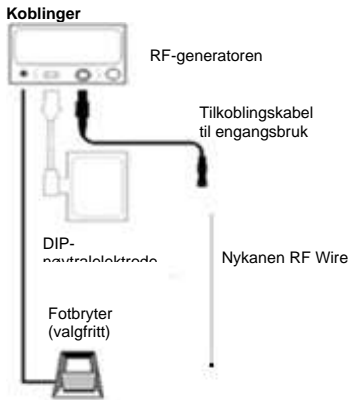 Koblinger
RF-generatoren
Tilkoblingskabel
til engangsbruk
DIP-
Nykanen RF Wire
Fotbryter
(valgfritt)